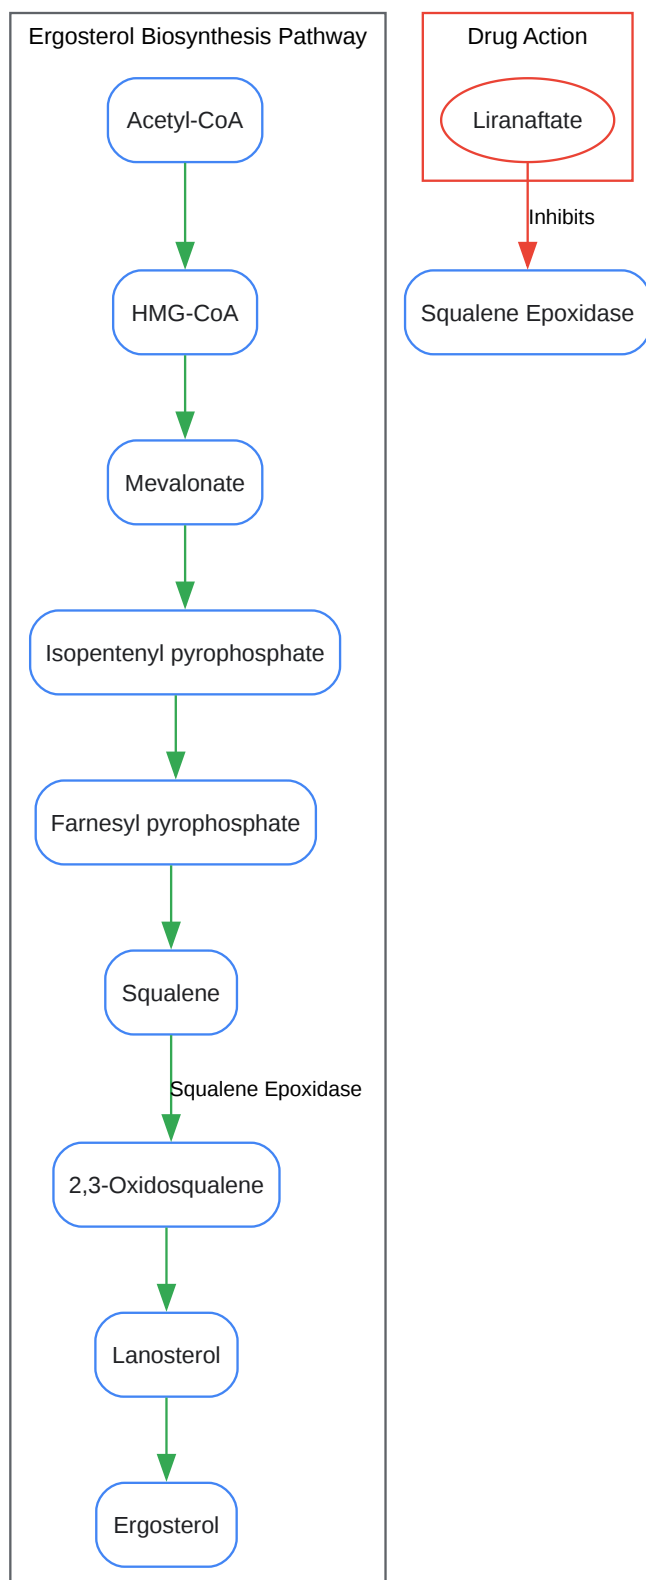 Ergosterol Biosynthesis Pathway
Acetyl-CoA
HMG-CoA
Mevalonate
Isopentenyl pyrophosphate
Farnesyl pyrophosphate
Squalene
Squalene Epoxidase
2,3-Oxidosqualene
Lanosterol
Ergosterol
Drug Action
Liranaftate
Inhibits
Squalene Epoxidase